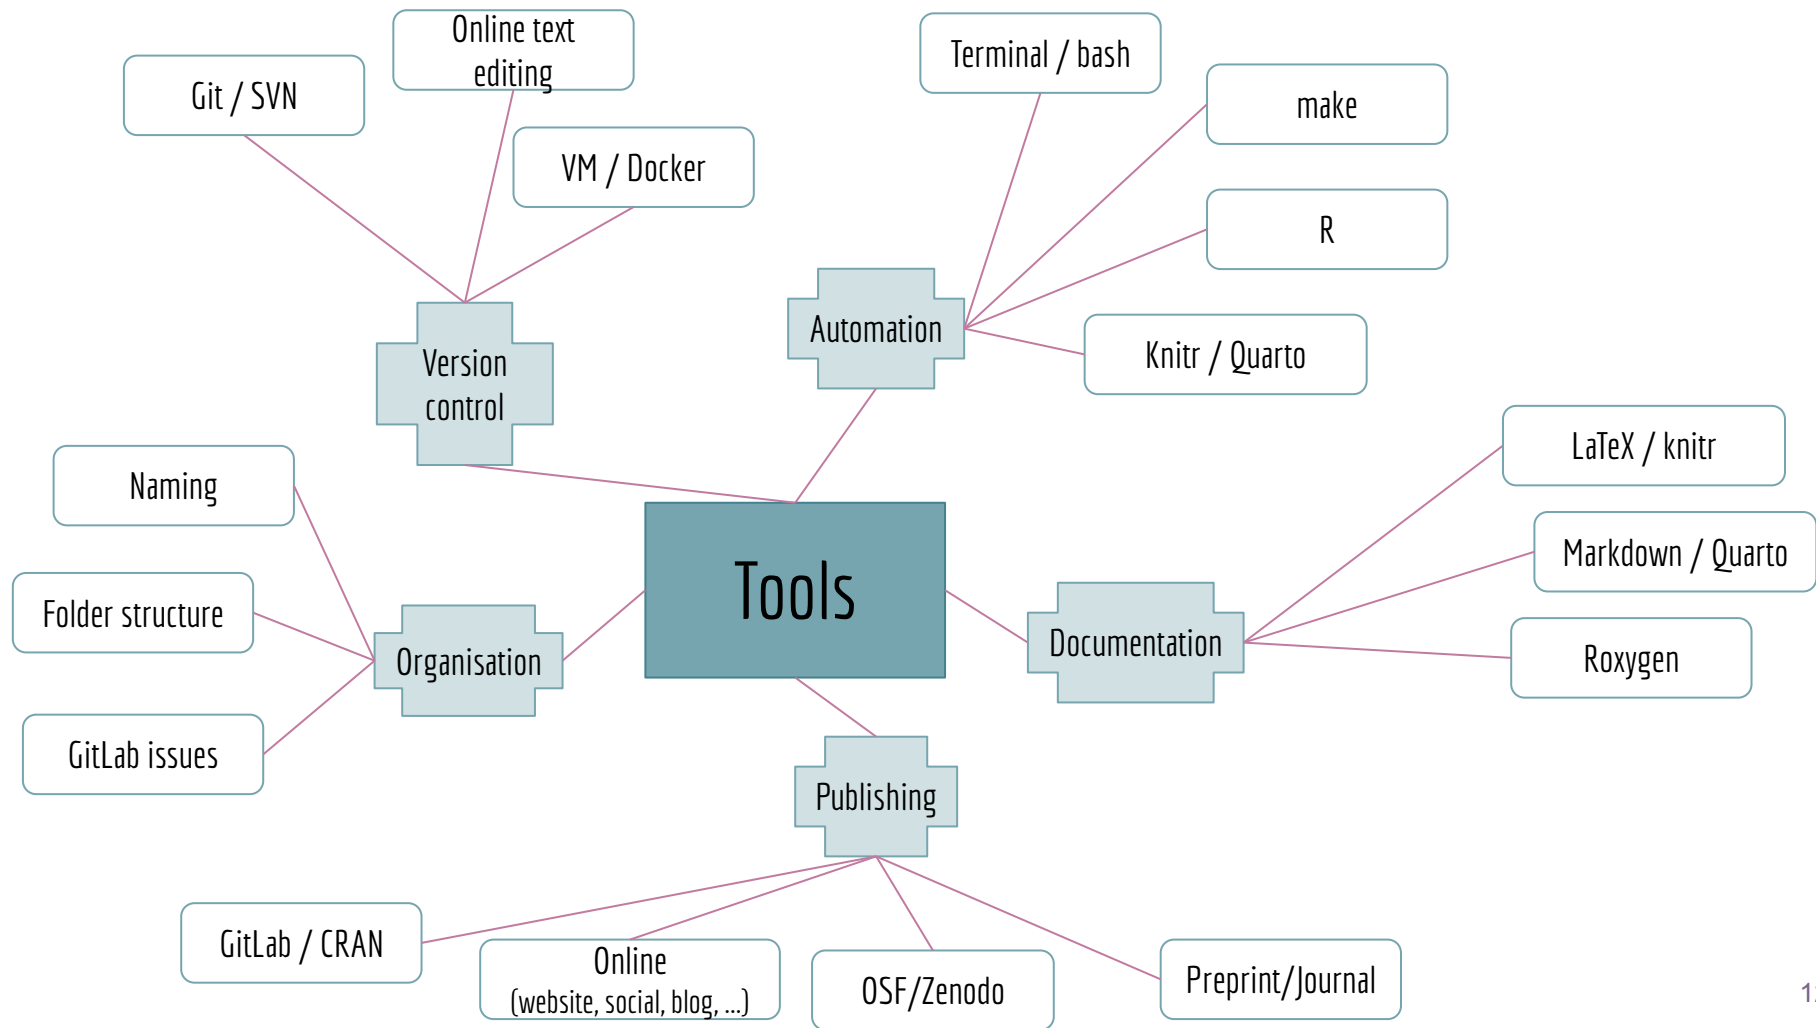 Online text
editing
Terminal / bash
Git / SVN
make
VM / Docker
R
Automation
Knitr / Quarto
Version
control
LaTeX / knitr
Naming
Markdown / Quarto
Tools
Folder structure
Documentation
Organisation
Roxygen
GitLab issues
Publishing
GitLab / CRAN
Online
(website, social, blog, ...)
OSF/Zenodo
Preprint/Journal